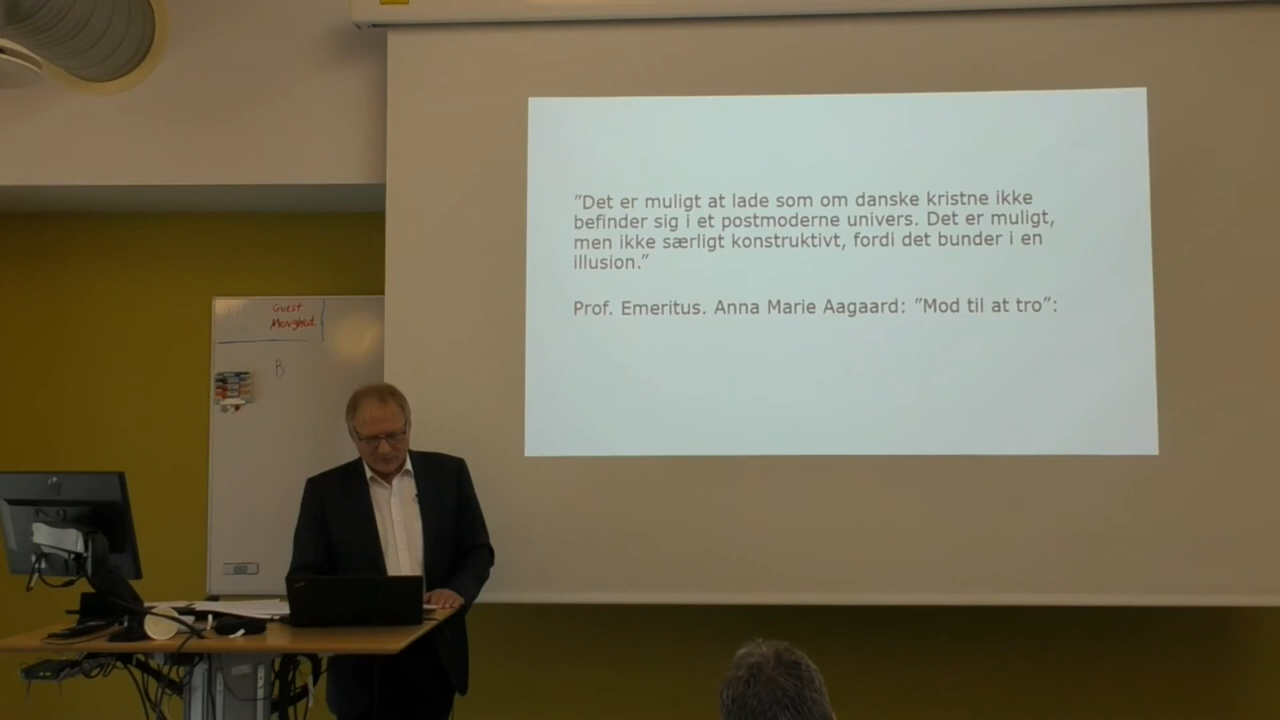 ”Det er muligt at lade som om danske kristne ikke
befinder sig i et postmoderne univers. Det er muligt,
men ikke særligt konstruktivt, fordi det bunder i en
illusion.”
Prof. Emeritus. Anna Marie Aagaard: ”Mod til at tro”:
Guest
Menighed
B